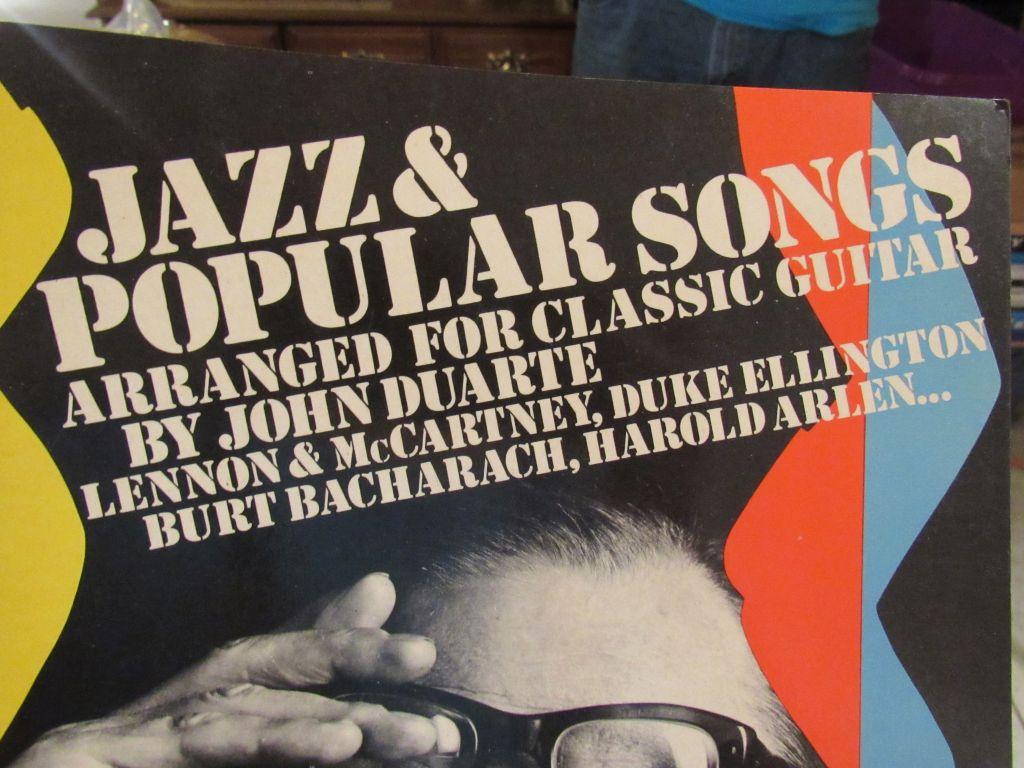 JAZZ &
POPULAR SONGS
ARRANGED FOR CLASSIC GUITAR
BY JOHN DUARTE
LENNON & McCARTNEY, DUKE ELLINGTON
BURT BACHARACH, HAROLD ARLEN...